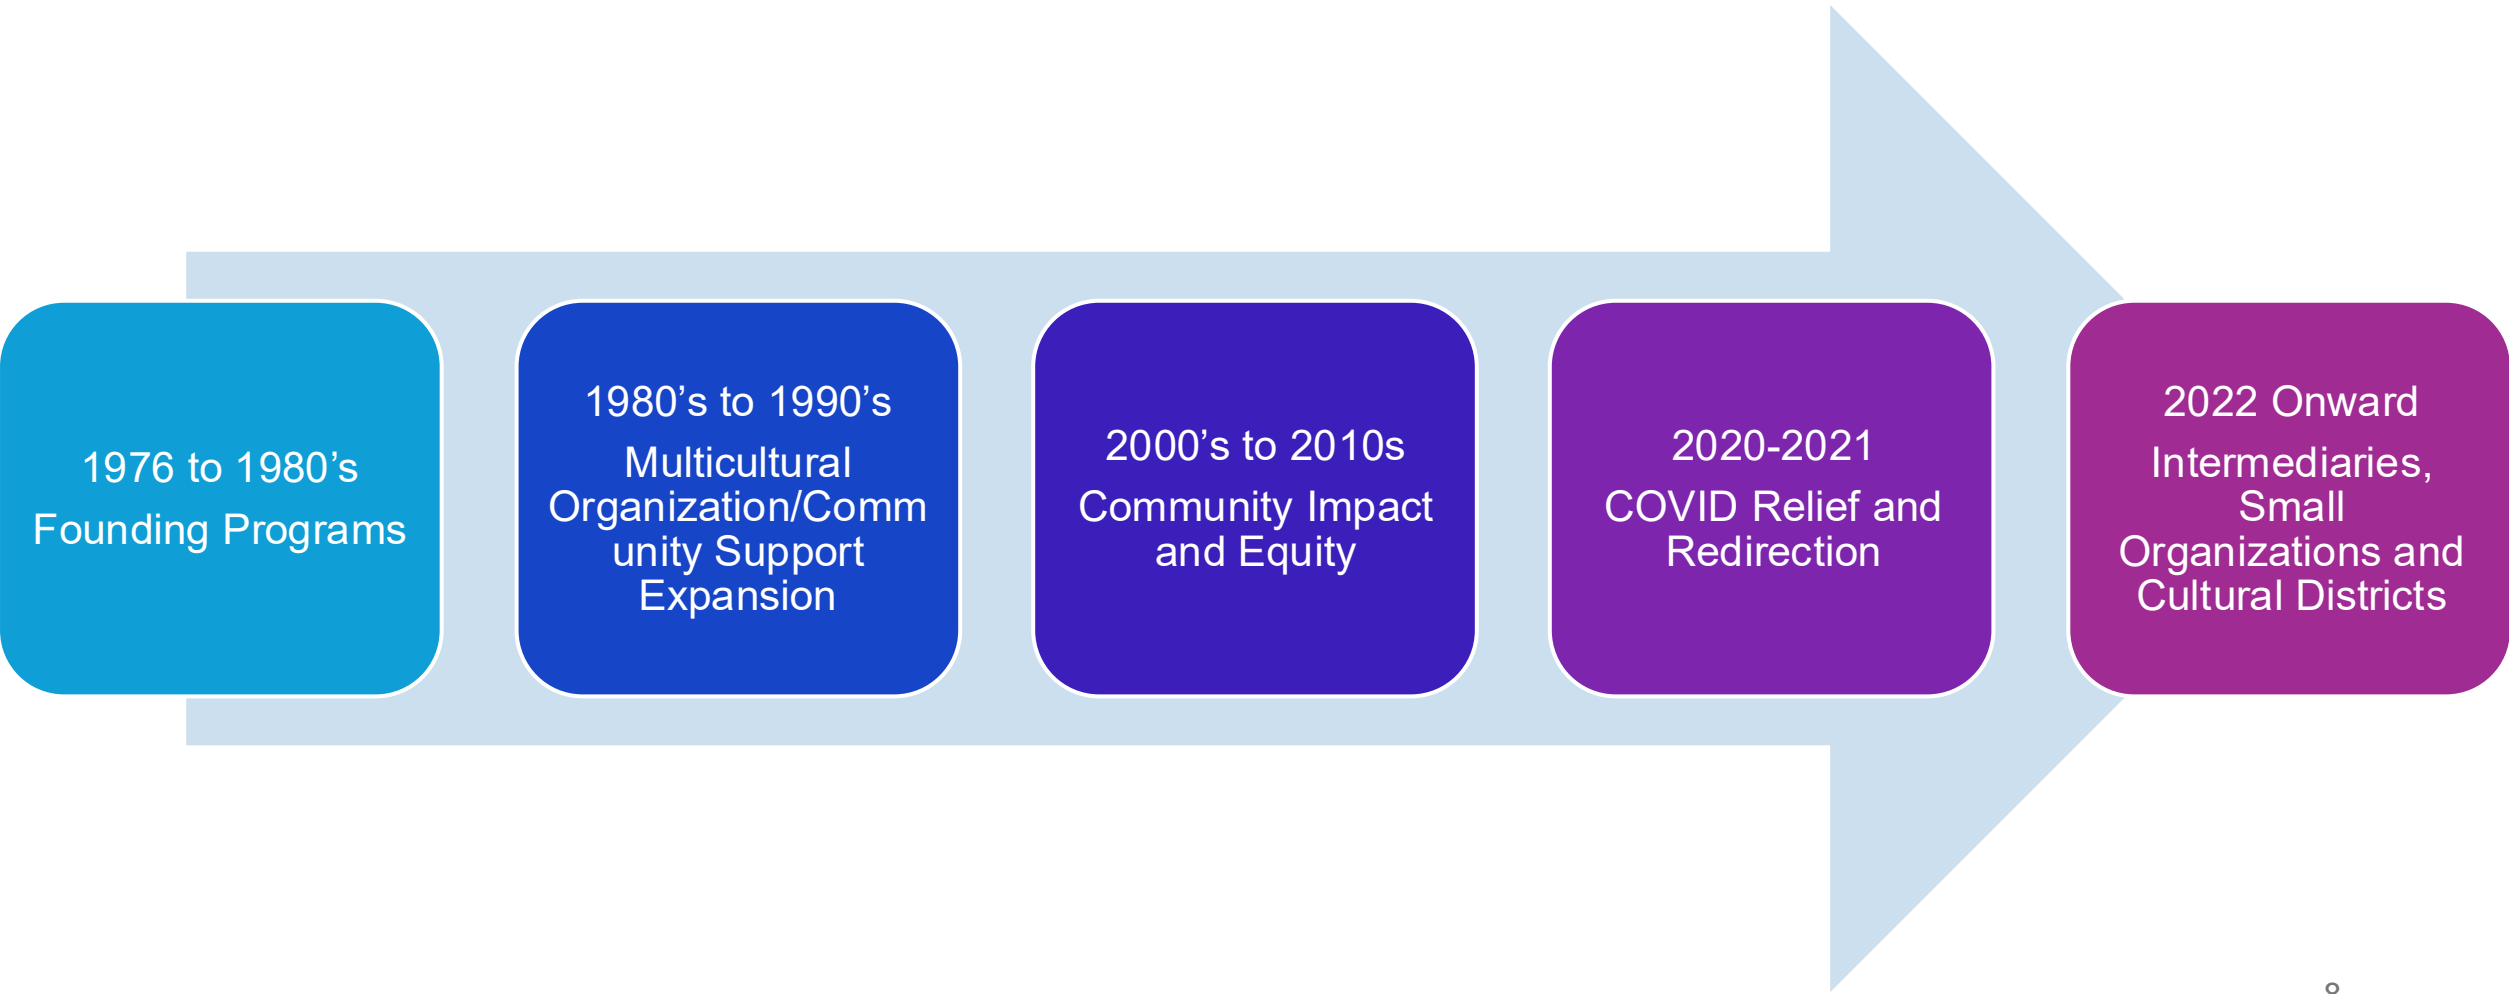 1976 to 1980’s
Founding Programs
1980’s to 1990’s
Multicultural
Organization/Comm
unity Support
Expansion
2000’s to 2010s
Community Impact
and Equity
2020-2021
COVID Relief and
Redirection
2022 Onward
Intermediaries,
Small
Organizations and
Cultural Districts